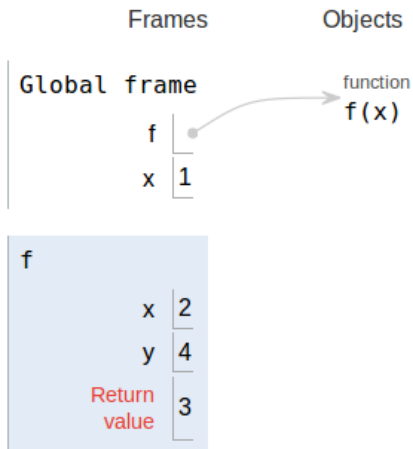 Frames Objects
Global frame function
f(x)
f
x 1
f
x 2
y 4
Return
value 3